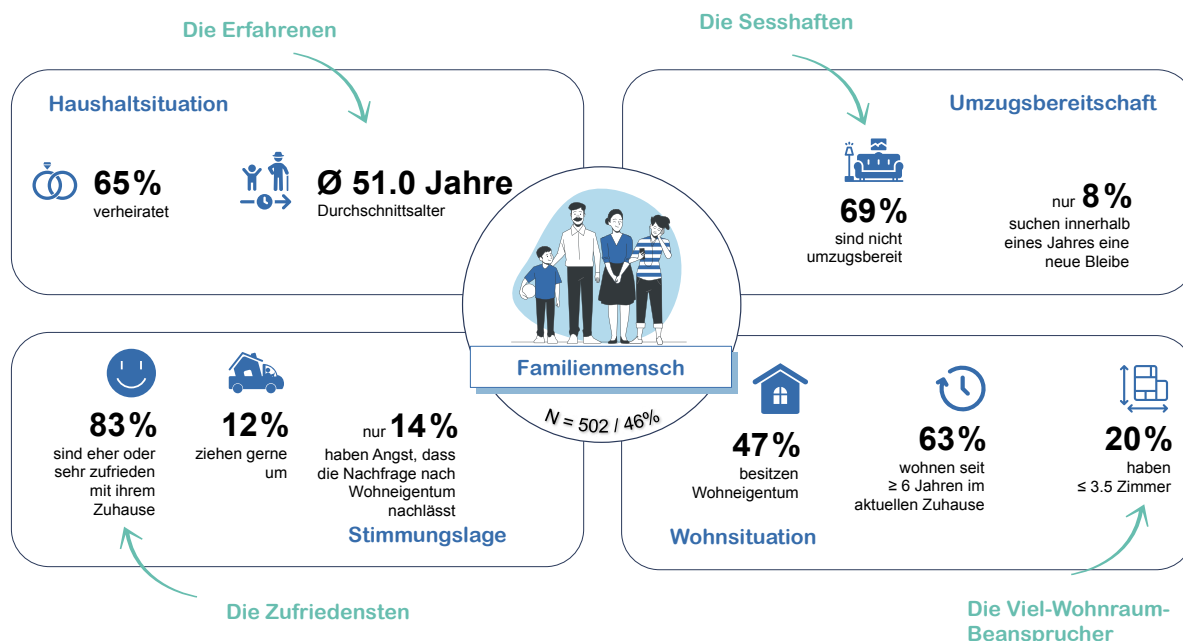 Die Erfahrenen
Die Sesshaften
Haushaltsituation
65%
verheiratet
Ø 51.0 Jahre
Durchschnittsalter
Umzugsbereitschaft
69%
sind nicht
umzugsbereit
nur 8%
suchen innerhalb
eines Jahres eine
neue Bleibe
Familienmensch
N = 502 / 46%
83%
sind eher oder
sehr zufrieden
mit ihrem
Zuhause
12%
ziehen gerne
um
nur 14%
haben Angst, dass
die Nachfrage nach
Wohneigentum
nachlässt
Stimmungslage
47%
besitzen
Wohneigentum
63%
wohnen seit
≥ 6 Jahren im
aktuellen Zuhause
20%
haben
≤ 3.5 Zimmer
Wohnsituation
Die Zufriedensten
Die Viel-Wohnraum-
Beansprucher